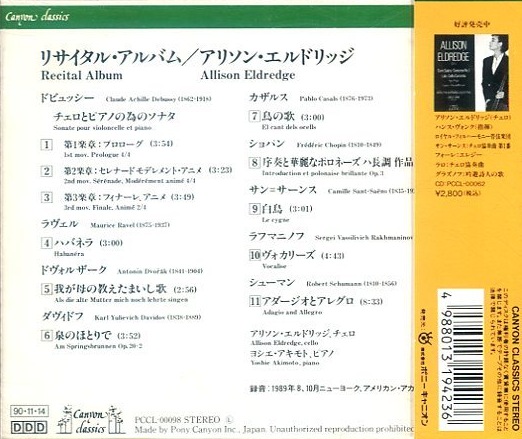 Canyon classics
リサイタル・アルバム／アリソン・エルドリッジ
Recital Album Allison Eldredge
ドビュッシー Claude Achille Debussy (1862-1918)
チェロとピアノの為のソナタ
Sonate pour violoncelle et piano
1 第1楽章：プロローグ (3:54)
1st mov. Prologue 4/4
2 第2楽章：セレナード モデレメント・アニメ (3:23)
2nd mov. Sérénade, Modérément animé 4/4
3 第3楽章：フィナーレ、アニメ (3:49)
3rd mov. Finale, Animé 2/4
ラヴェル Maurice Ravel (1875-1937)
4 ハバネラ (3:00)
Habanéra
ドヴォルザーク Antonin Dvořák (1841-1904)
5 我が母の教えたまいし歌 (2:56)
Als die alte Mutter mich noch lehrte singen
ダヴィドフ Karl Yulievich Davidov (1838-1889)
6 泉のほとりで (3:52)
Am Springbrunnen Op.20-2
カザルス Pablo Casals (1876-1973)
7 鳥の歌 (3:00)
El cant dels ocells
ショパン Frédéric Chopin (1810-1849)
8 序奏と華麗なポロネーズ ハ長調 作品
Introduction et polonaise brillante Op.3
サン＝サーンス Camille Saint-Saëns (1835-19
9 白鳥 (3:01)
Le cygne
ラフマニノフ Sergei Vassilivich Rakhmaninov
10 ヴォカリーズ (4:43)
Vocalise
シューマン Robert Schumann (1810-1856)
11 アダージオとアレグロ (8:33)
Adagio and Allegro
アリソン・エルドリッジ、チェロ
Allison Eldredge, cello
ヨシエ・アキモト、ピアノ
Yoshie Akimoto, piano
録音：1989年8、10月ニューヨーク、アメリカン・アカ
90・11・14
DDD
Canyon classics
PCCL-00098 STEREO Ⓛ
Made by Pony Canyon Inc., Japan. Unauthorized reproduction prohibited
好評発売中
ALLISON
ELDREDGE
アリソン・エルドリッジ(チェロ)
ハンス・フォンク(指揮)
ロイヤル・フィルハーモニー管弦楽団
サン＝サーンス：チェロ協奏曲 第1番
フォーレ：エレジー
ラロ：チェロ協奏曲
グラズノフ：吟遊詩人の歌
CD：PCCL-00062
¥2,800(税込)
CANYON CLASSICS STEREO
発売元：
株式会社ポニーキャニオン
4 988013 194236